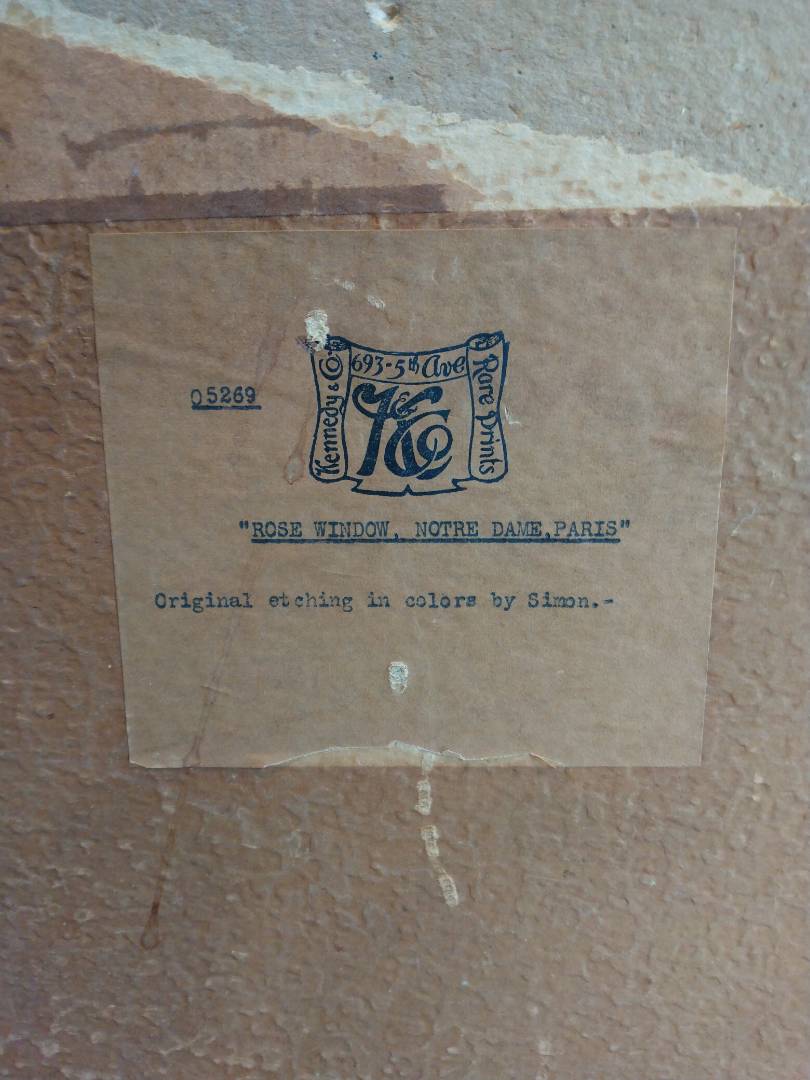 693-5th Ave
Kennedy & Co.
K & Co
Rare Prints
05269
"ROSE WINDOW, NOTRE DAME,PARIS"
Original etching in colors by Simon.-